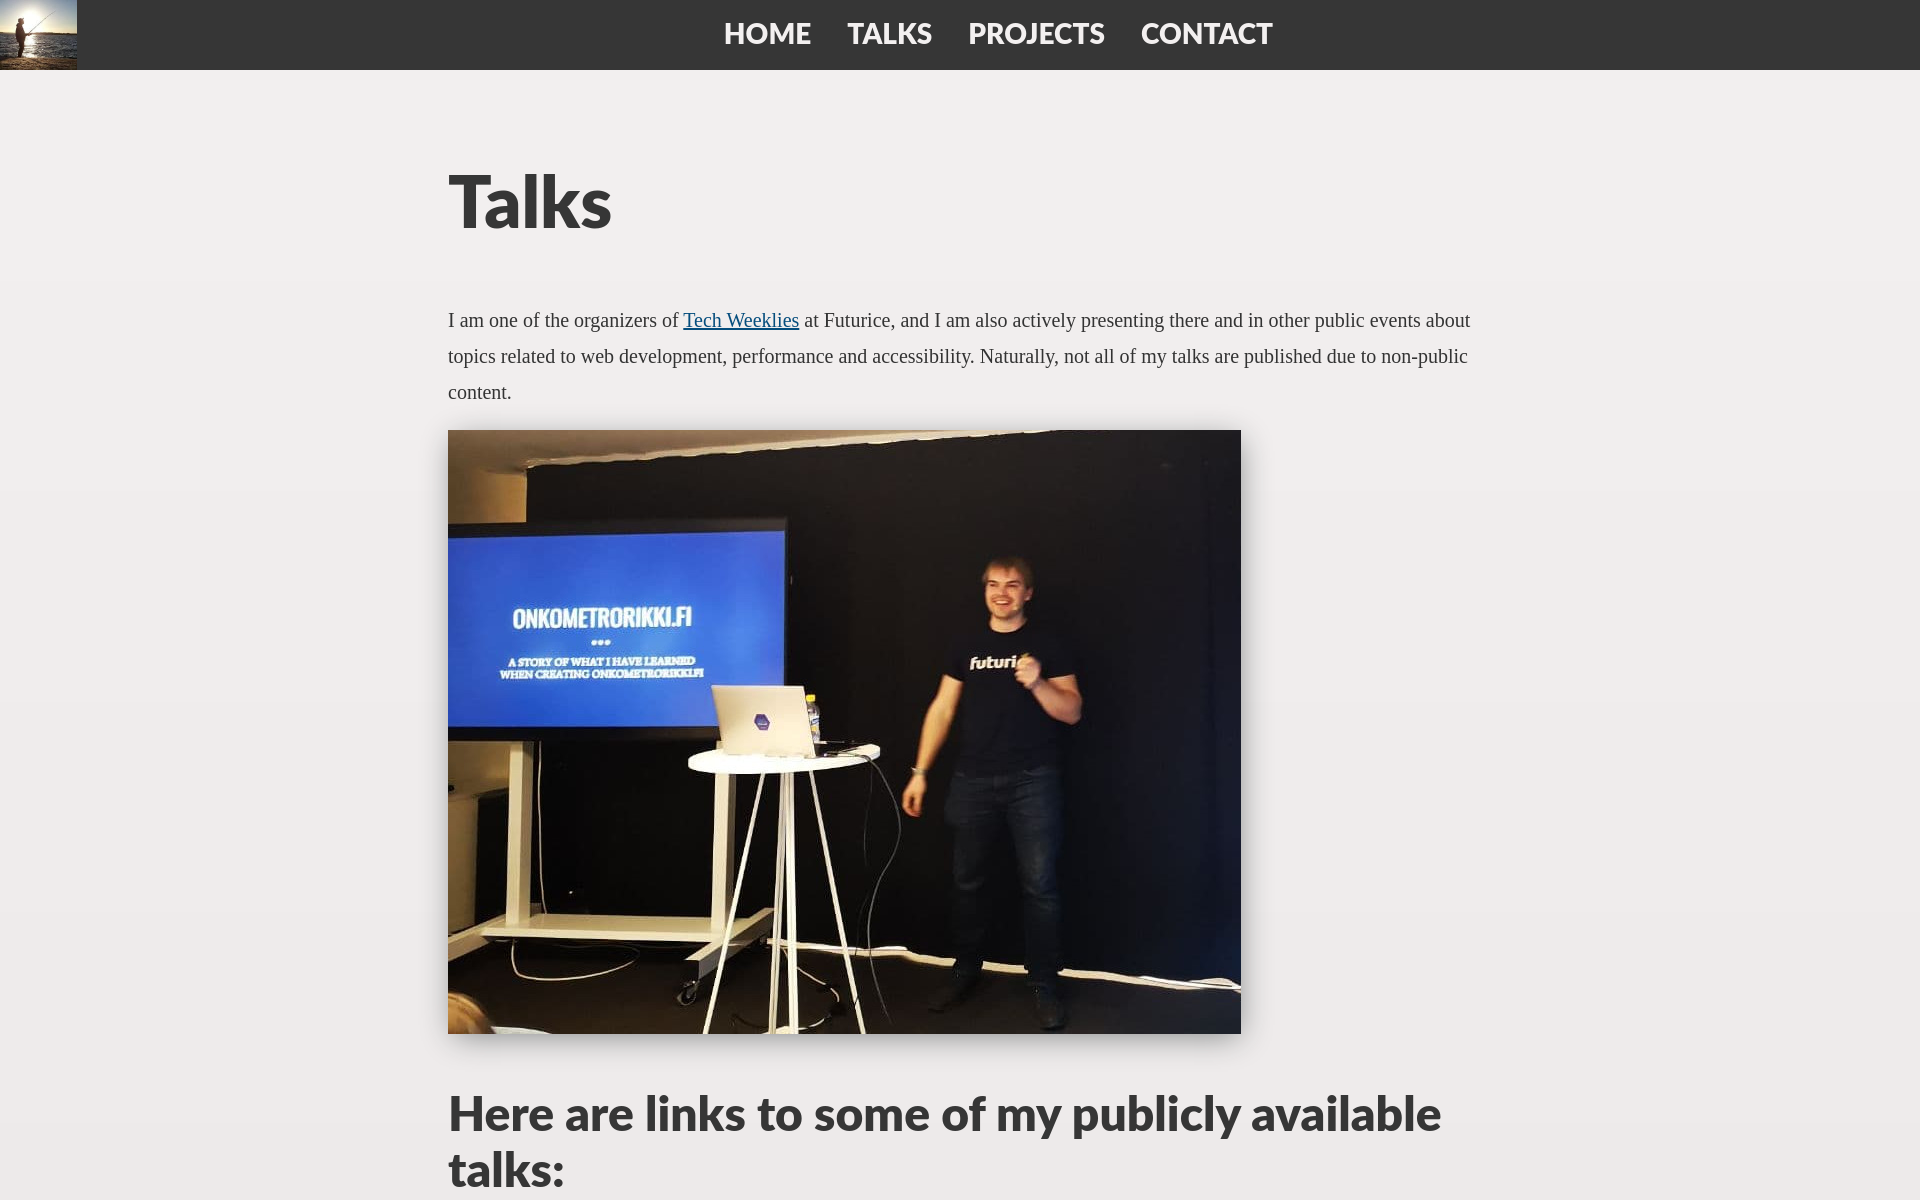 HOME TALKS PROJECTS CONTACT
Talks
I am one of the organizers of Tech Weeklies at Futurice, and I am also actively presenting there and in other public events about
topics related to web development, performance and accessibility. Naturally, not all of my talks are published due to non-public
content.
ONKOMETRORIKKI.FI
A STORY OF WHAT I HAVE LEARNED
WHEN CREATING ONKOMETRORIKKI.FI
futuri
Here are links to some of my publicly available
talks: